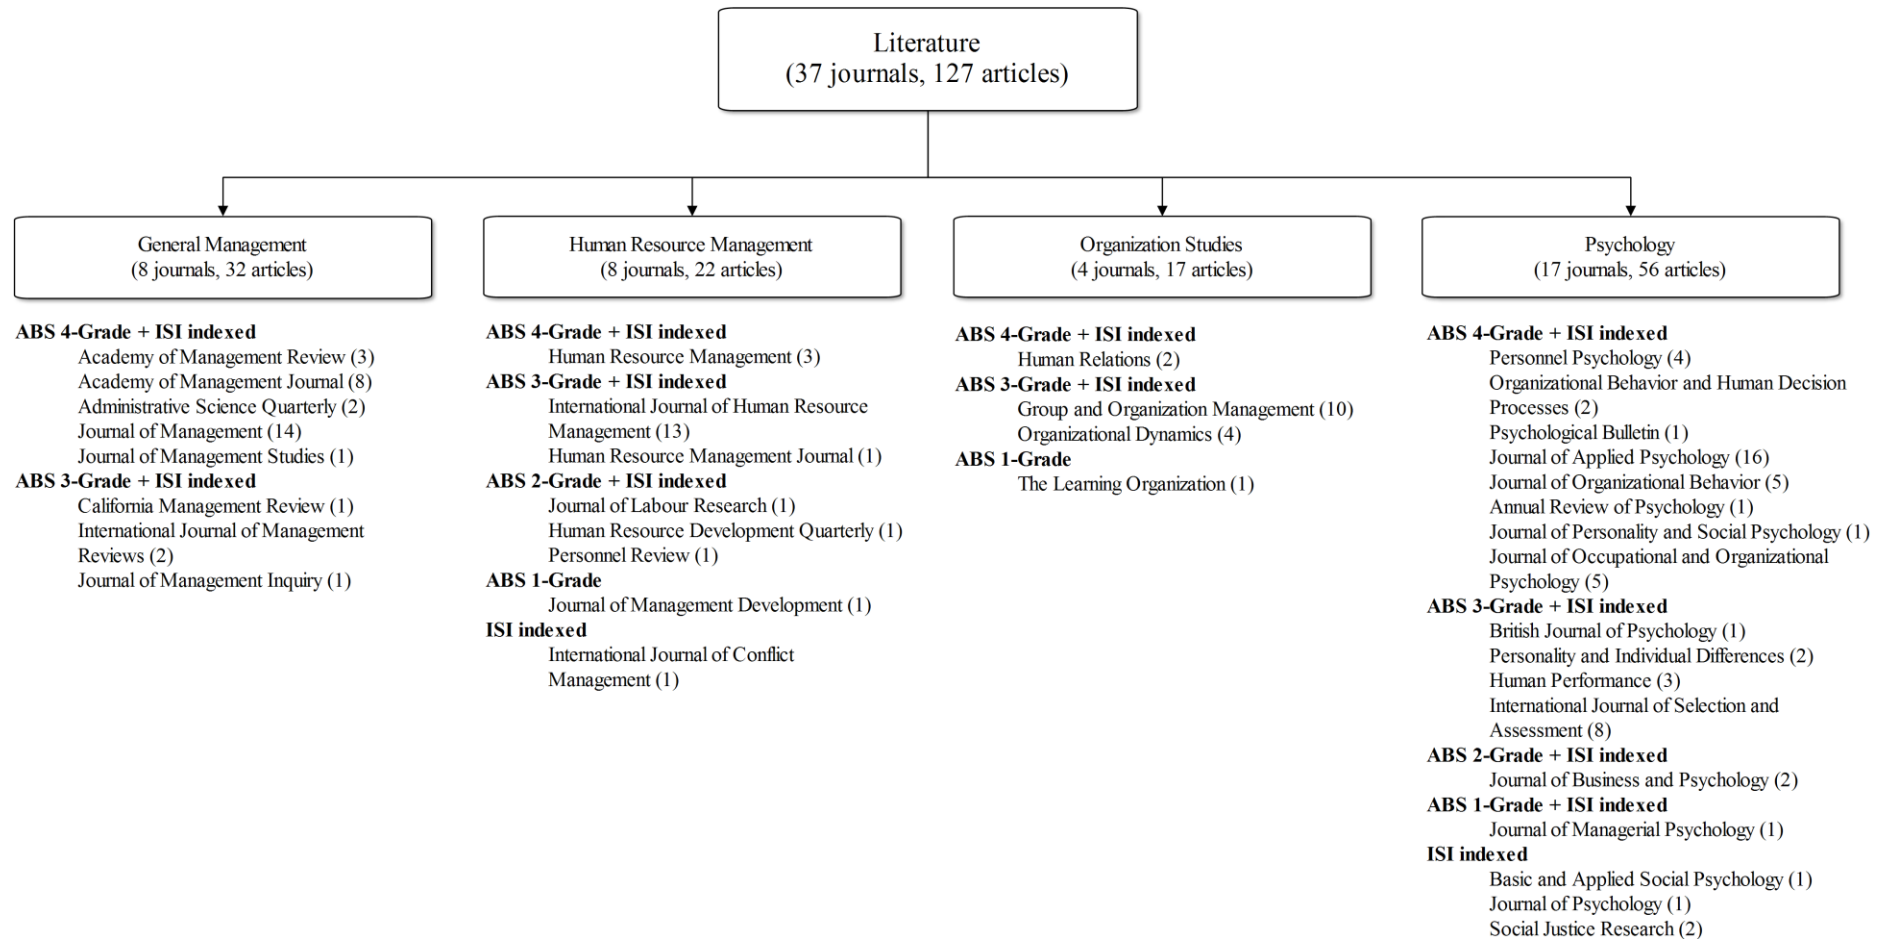 Literature
(37 journals, 127 articles)
General Management
(8 journals, 32 articles)
ABS 4-Grade + ISI indexed
Academy of Management Review (3)
Academy of Management Journal (8)
Administrative Science Quarterly (2)
Journal of Management (14)
Journal of Management Studies (1)
ABS 3-Grade + ISI indexed
California Management Review (1)
International Journal of Management
Reviews (2)
Journal of Management Inquiry (1)
Human Resource Management
(8 journals, 22 articles)
ABS 4-Grade + ISI indexed
Human Resource Management (3)
ABS 3-Grade + ISI indexed
International Journal of Human Resource
Management (13)
Human Resource Management Journal (1)
ABS 2-Grade + ISI indexed
Journal of Labour Research (1)
Human Resource Development Quarterly (1)
Personnel Review (1)
ABS 1-Grade
Journal of Management Development (1)
ISI indexed
International Journal of Conflict
Management (1)
Organization Studies
(4 journals, 17 articles)
ABS 4-Grade + ISI indexed
Human Relations (2)
ABS 3-Grade + ISI indexed
Group and Organization Management (10)
Organizational Dynamics (4)
ABS 1-Grade
The Learning Organization (1)
Psychology
(17 journals, 56 articles)
ABS 4-Grade + ISI indexed
Personnel Psychology (4)
Organizational Behavior and Human Decision
Processes (2)
Psychological Bulletin (1)
Journal of Applied Psychology (16)
Journal of Organizational Behavior (5)
Annual Review of Psychology (1)
Journal of Personality and Social Psychology (1)
Journal of Occupational and Organizational
Psychology (5)
ABS 3-Grade + ISI indexed
British Journal of Psychology (1)
Personality and Individual Differences (2)
Human Performance (3)
International Journal of Selection and
Assessment (8)
ABS 2-Grade + ISI indexed
Journal of Business and Psychology (2)
ABS 1-Grade + ISI indexed
Journal of Managerial Psychology (1)
ISI indexed
Basic and Applied Social Psychology (1)
Journal of Psychology (1)
Social Justice Research (2)